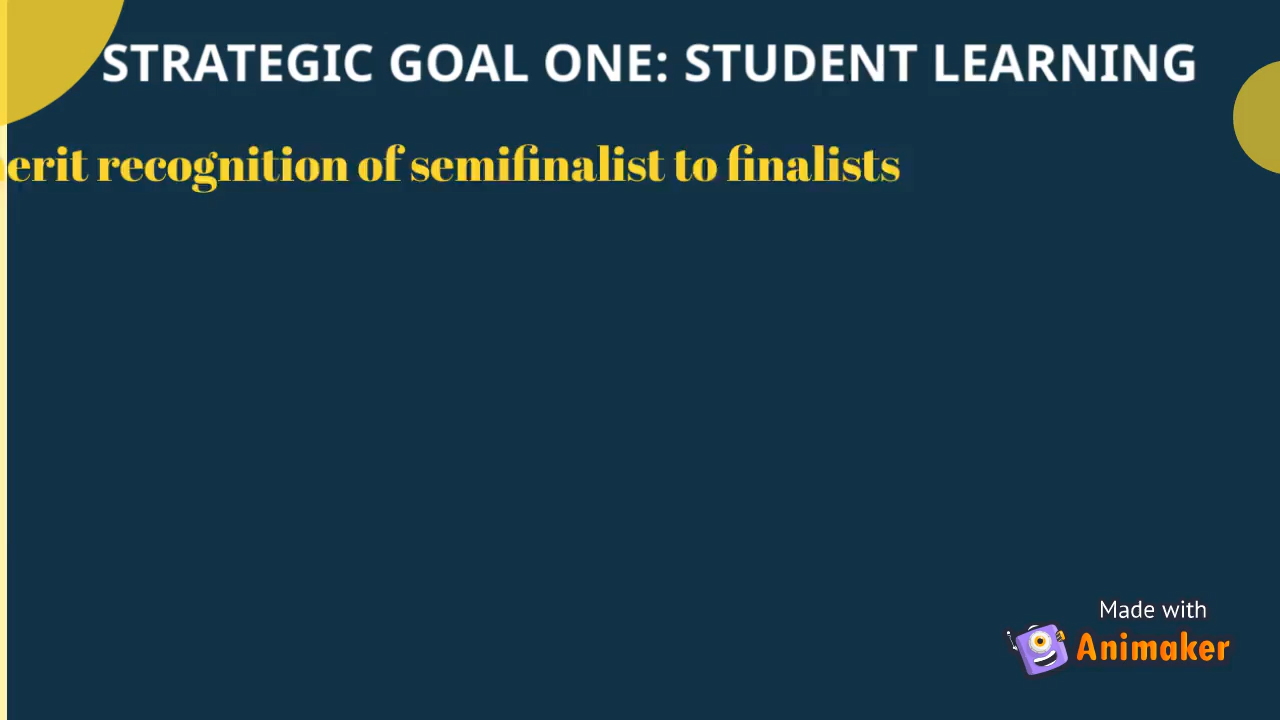 STRATEGIC GOAL ONE: STUDENT LEARNING
erit recognition of semifinalist to finalists
Made with
Animaker